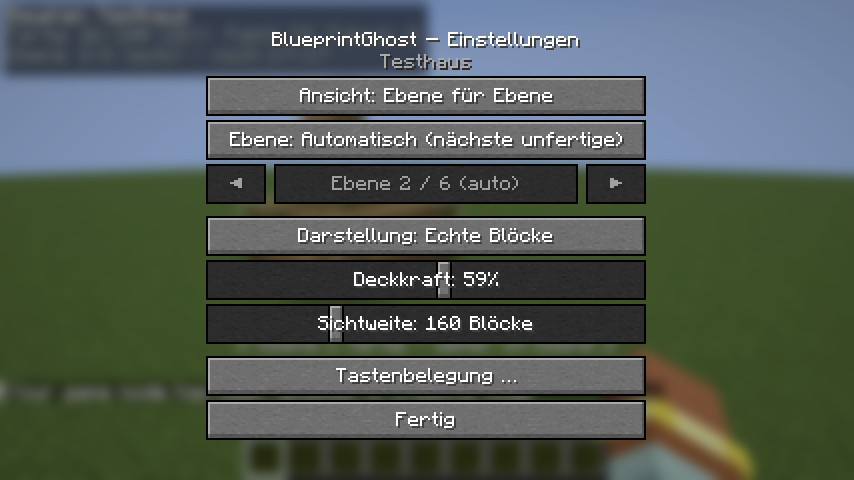 BlueprintGhost — Einstellungen
Testhaus
Ansicht: Ebene für Ebene
Ebene: Automatisch (nächste unfertige)
◄ Ebene 2 / 6 (auto) ►
Darstellung: Echte Blöcke
Deckkraft: 59%
Sichtweite: 160 Blöcke
Tastenbelegung ...
Fertig